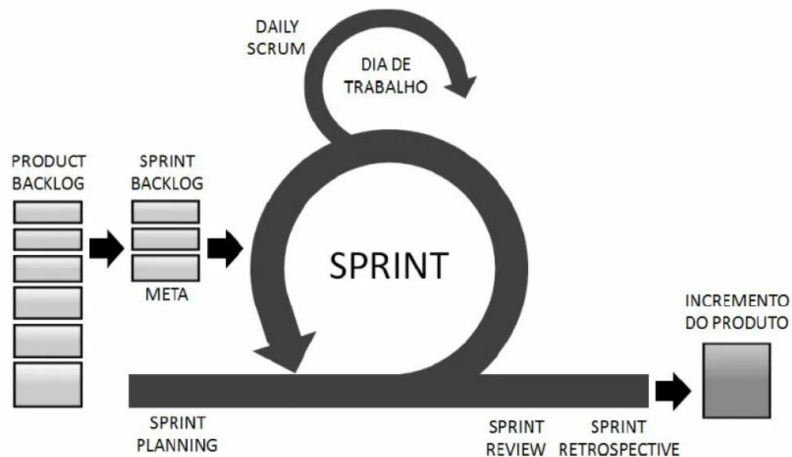 DAILY
SCRUM
DIA DE
TRABALHO
PRODUCT
BACKLOG
SPRINT
BACKLOG
META
SPRINT
INCREMENTO
DO PRODUTO
SPRINT
PLANNING
SPRINT
REVIEW
SPRINT
RETROSPECTIVE